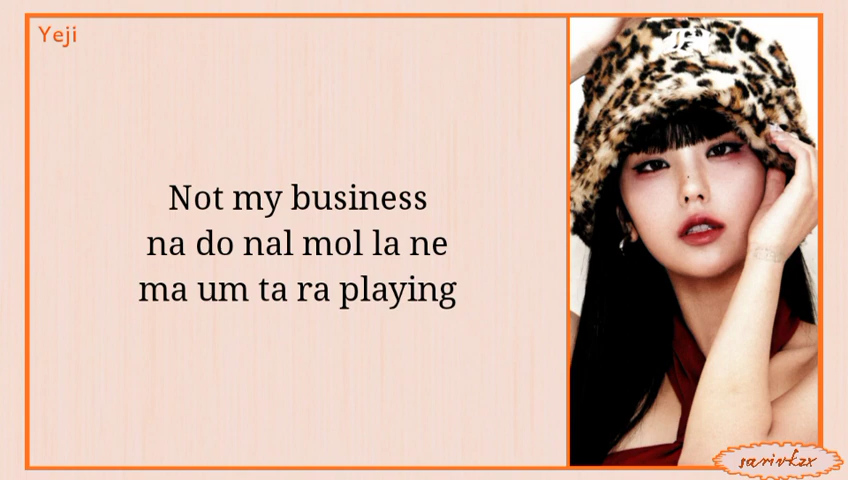 Yeji
Not my business
na do nal mol la ne
ma um ta ra playing
sarivkzx